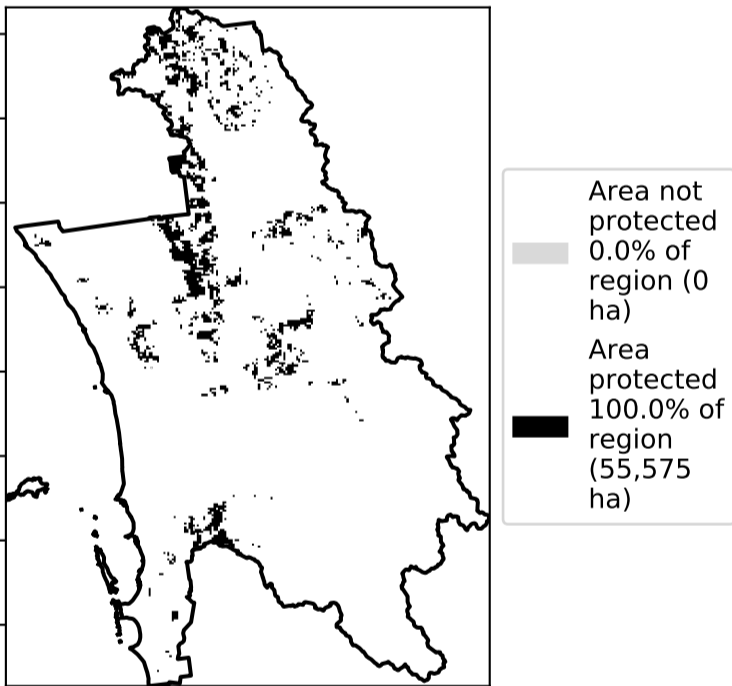 Area not
protected
0.0% of
region (0
ha)
Area
protected
100.0% of
region
(55,575
ha)